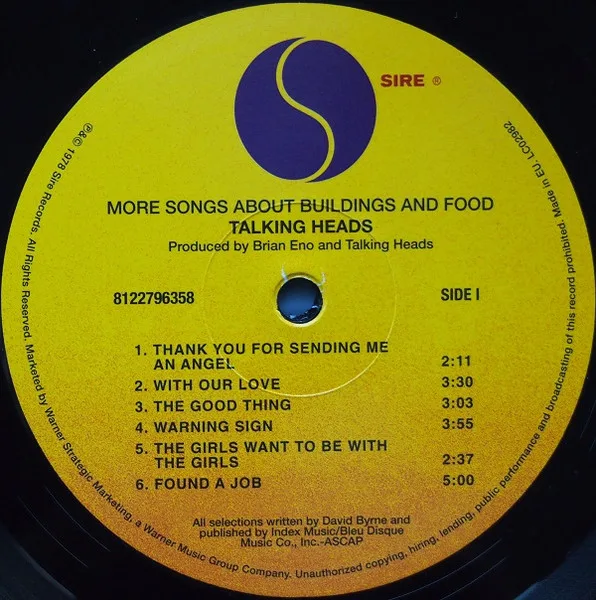 SIRE ®
MORE SONGS ABOUT BUILDINGS AND FOOD
TALKING HEADS
Produced by Brian Eno and Talking Heads
8122796358
SIDE I
1. THANK YOU FOR SENDING ME
AN ANGEL 2:11
2. WITH OUR LOVE 3:30
3. THE GOOD THING 3:03
4. WARNING SIGN 3:55
5. THE GIRLS WANT TO BE WITH
THE GIRLS 2:37
6. FOUND A JOB 5:00
All selections written by David Byrne and
published by Index Music/Bleu Disque
Music Co., Inc.-ASCAP
℗&© 1978 Sire Records. All Rights Reserved. Marketed by Warner Strategic Marketing, a Warner Music Group Company. Unauthorized copying, hiring, lending, public performance and broadcasting of this record prohibited. Made in EU. LC02982